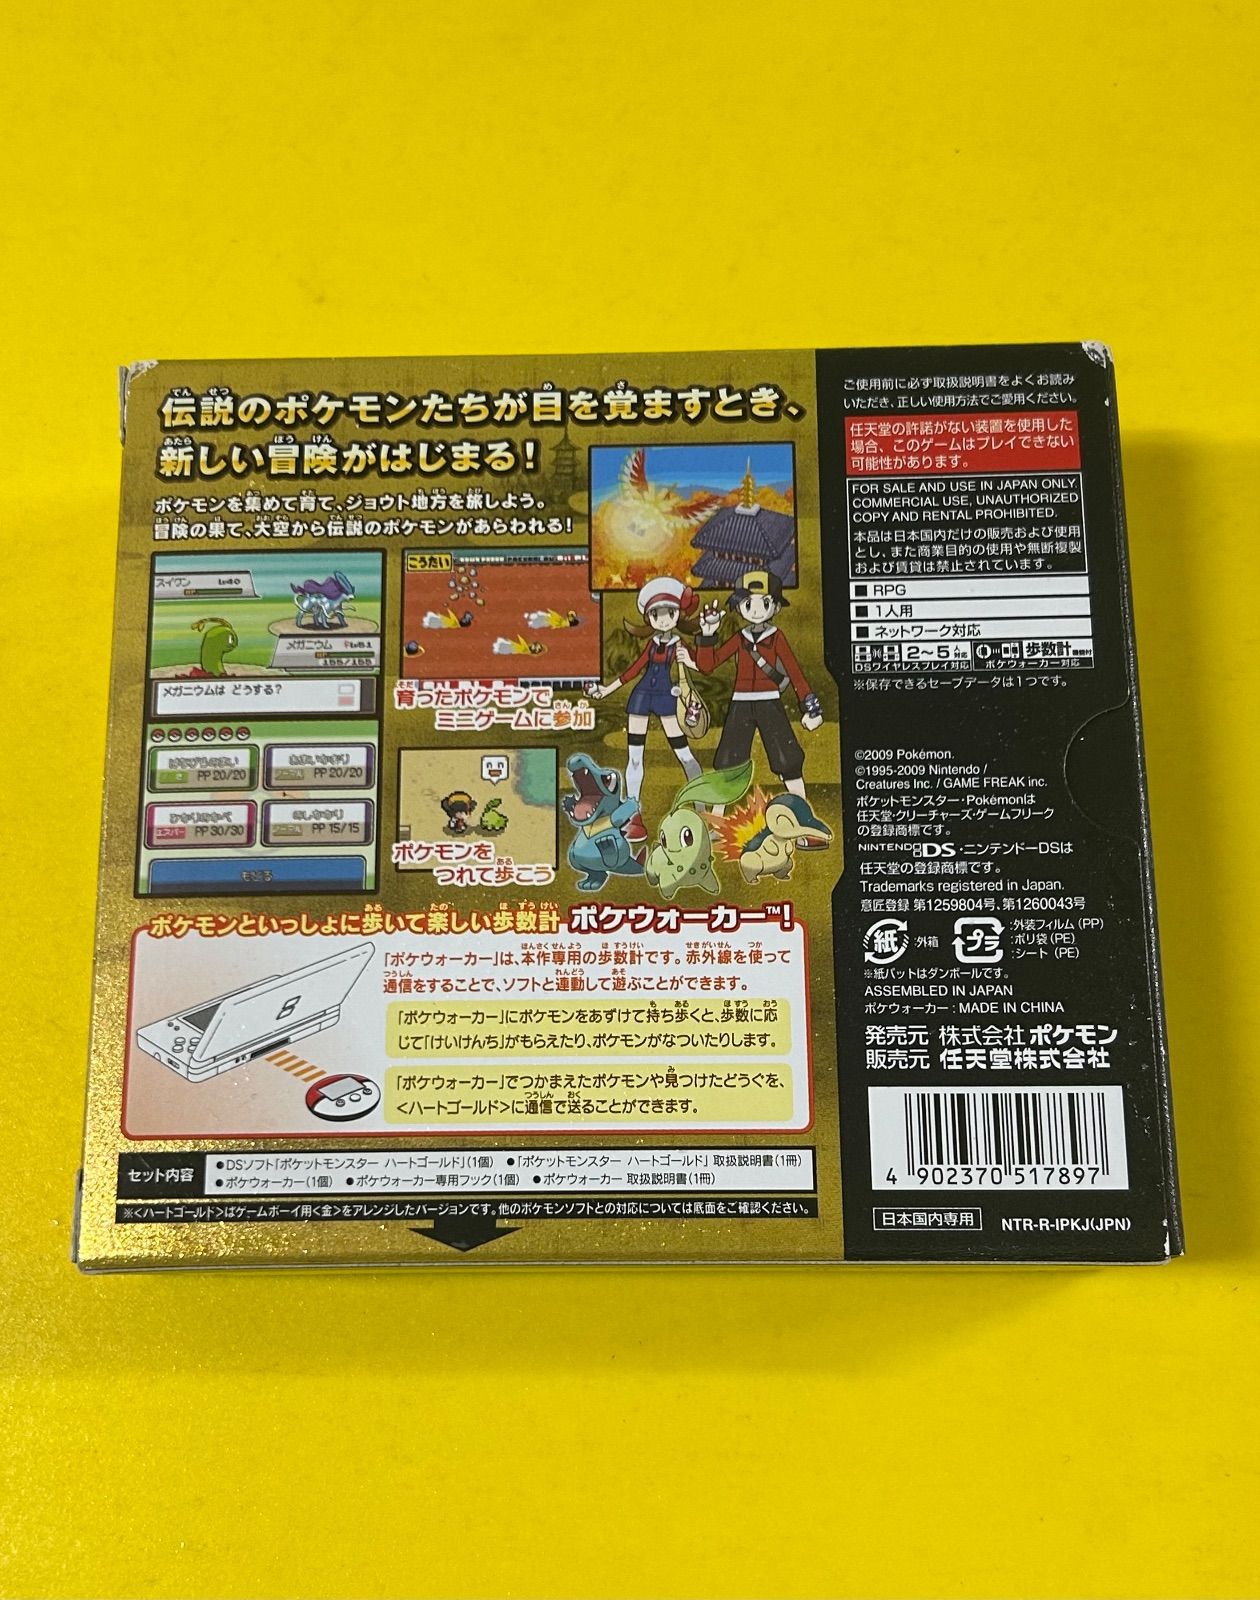 伝説のポケモンたちが目を覚ますとき、
新しい冒険がはじまる!
ポケモンを集めて育て、ジョウト地方を旅しよう。
冒険の果て、大空から伝説のポケモンがあらわれる!
スイクン Lv40
HP
メガニウム Lv51
HP
155/155
メガニウムは どうする?
PP 20/20
PP 20/20
エスパー PP 30/30
PP 15/15
もどる
こうたい
育ったポケモンで
ミニゲームに参加
ポケモンを
つれて歩こう
ポケモンといっしょに歩いて楽しい歩数計 ポケウォーカー™!
「ポケウォーカー」は、本作専用の歩数計です。赤外線を使って
通信をすることで、ソフトと連動して遊ぶことができます。
「ポケウォーカー」にポケモンをあずけて持ち歩くと、歩数に応
じて「けいけんち」がもらえたり、ポケモンがなついたりします。
「ポケウォーカー」でつかまえたポケモンや見つけたどうぐを、
<ハートゴールド>に通信で送ることができます。
セット内容
●DSソフト「ポケットモンスター ハートゴールド」(1個) ●「ポケットモンスター ハートゴールド」取扱説明書(1冊)
●ポケウォーカー(1個) ●ポケウォーカー専用フック(1個) ●ポケウォーカー 取扱説明書(1冊)
※<ハートゴールド>はゲームボーイ用<金>をアレンジしたバージョンです。他のポケモンソフトとの対応については底面をご確認ください。
ご使用前に必ず取扱説明書をよくお読み
いただき、正しい使用方法でご愛用ください。
任天堂の許諾がない装置を使用した
場合、このゲームはプレイできない
可能性があります。
FOR SALE AND USE IN JAPAN ONLY.
COMMERCIAL USE, UNAUTHORIZED
COPY AND RENTAL PROHIBITED.
本品は日本国内だけの販売および使用
とし、また商業目的の使用や無断複製
および賃貸は禁止されています。
■ RPG
■ 1人用
■ ネットワーク対応
2~5人対応
DSワイヤレスプレイ対応
歩数計機能付
ポケウォーカー対応
※保存できるセーブデータは1つです。
©2009 Pokémon.
©1995-2009 Nintendo /
Creatures Inc. / GAME FREAK inc.
ポケットモンスター・Pokémonは
任天堂・クリーチャーズ・ゲームフリーク
の登録商標です。
NINTENDO DS・ニンテンドーDSは
任天堂の登録商標です。
Trademarks registered in Japan.
意匠登録 第1259804号、第1260043号
紙 :外箱
プラ :外装フィルム (PP)
:ポリ袋 (PE)
:シート (PE)
※紙パットはダンボールです。
ASSEMBLED IN JAPAN
ポケウォーカー : MADE IN CHINA
発売元 株式会社 ポケモン
販売元 任天堂株式会社
4 902370 517897
日本国内専用
NTR-R-IPKJ(JPN)